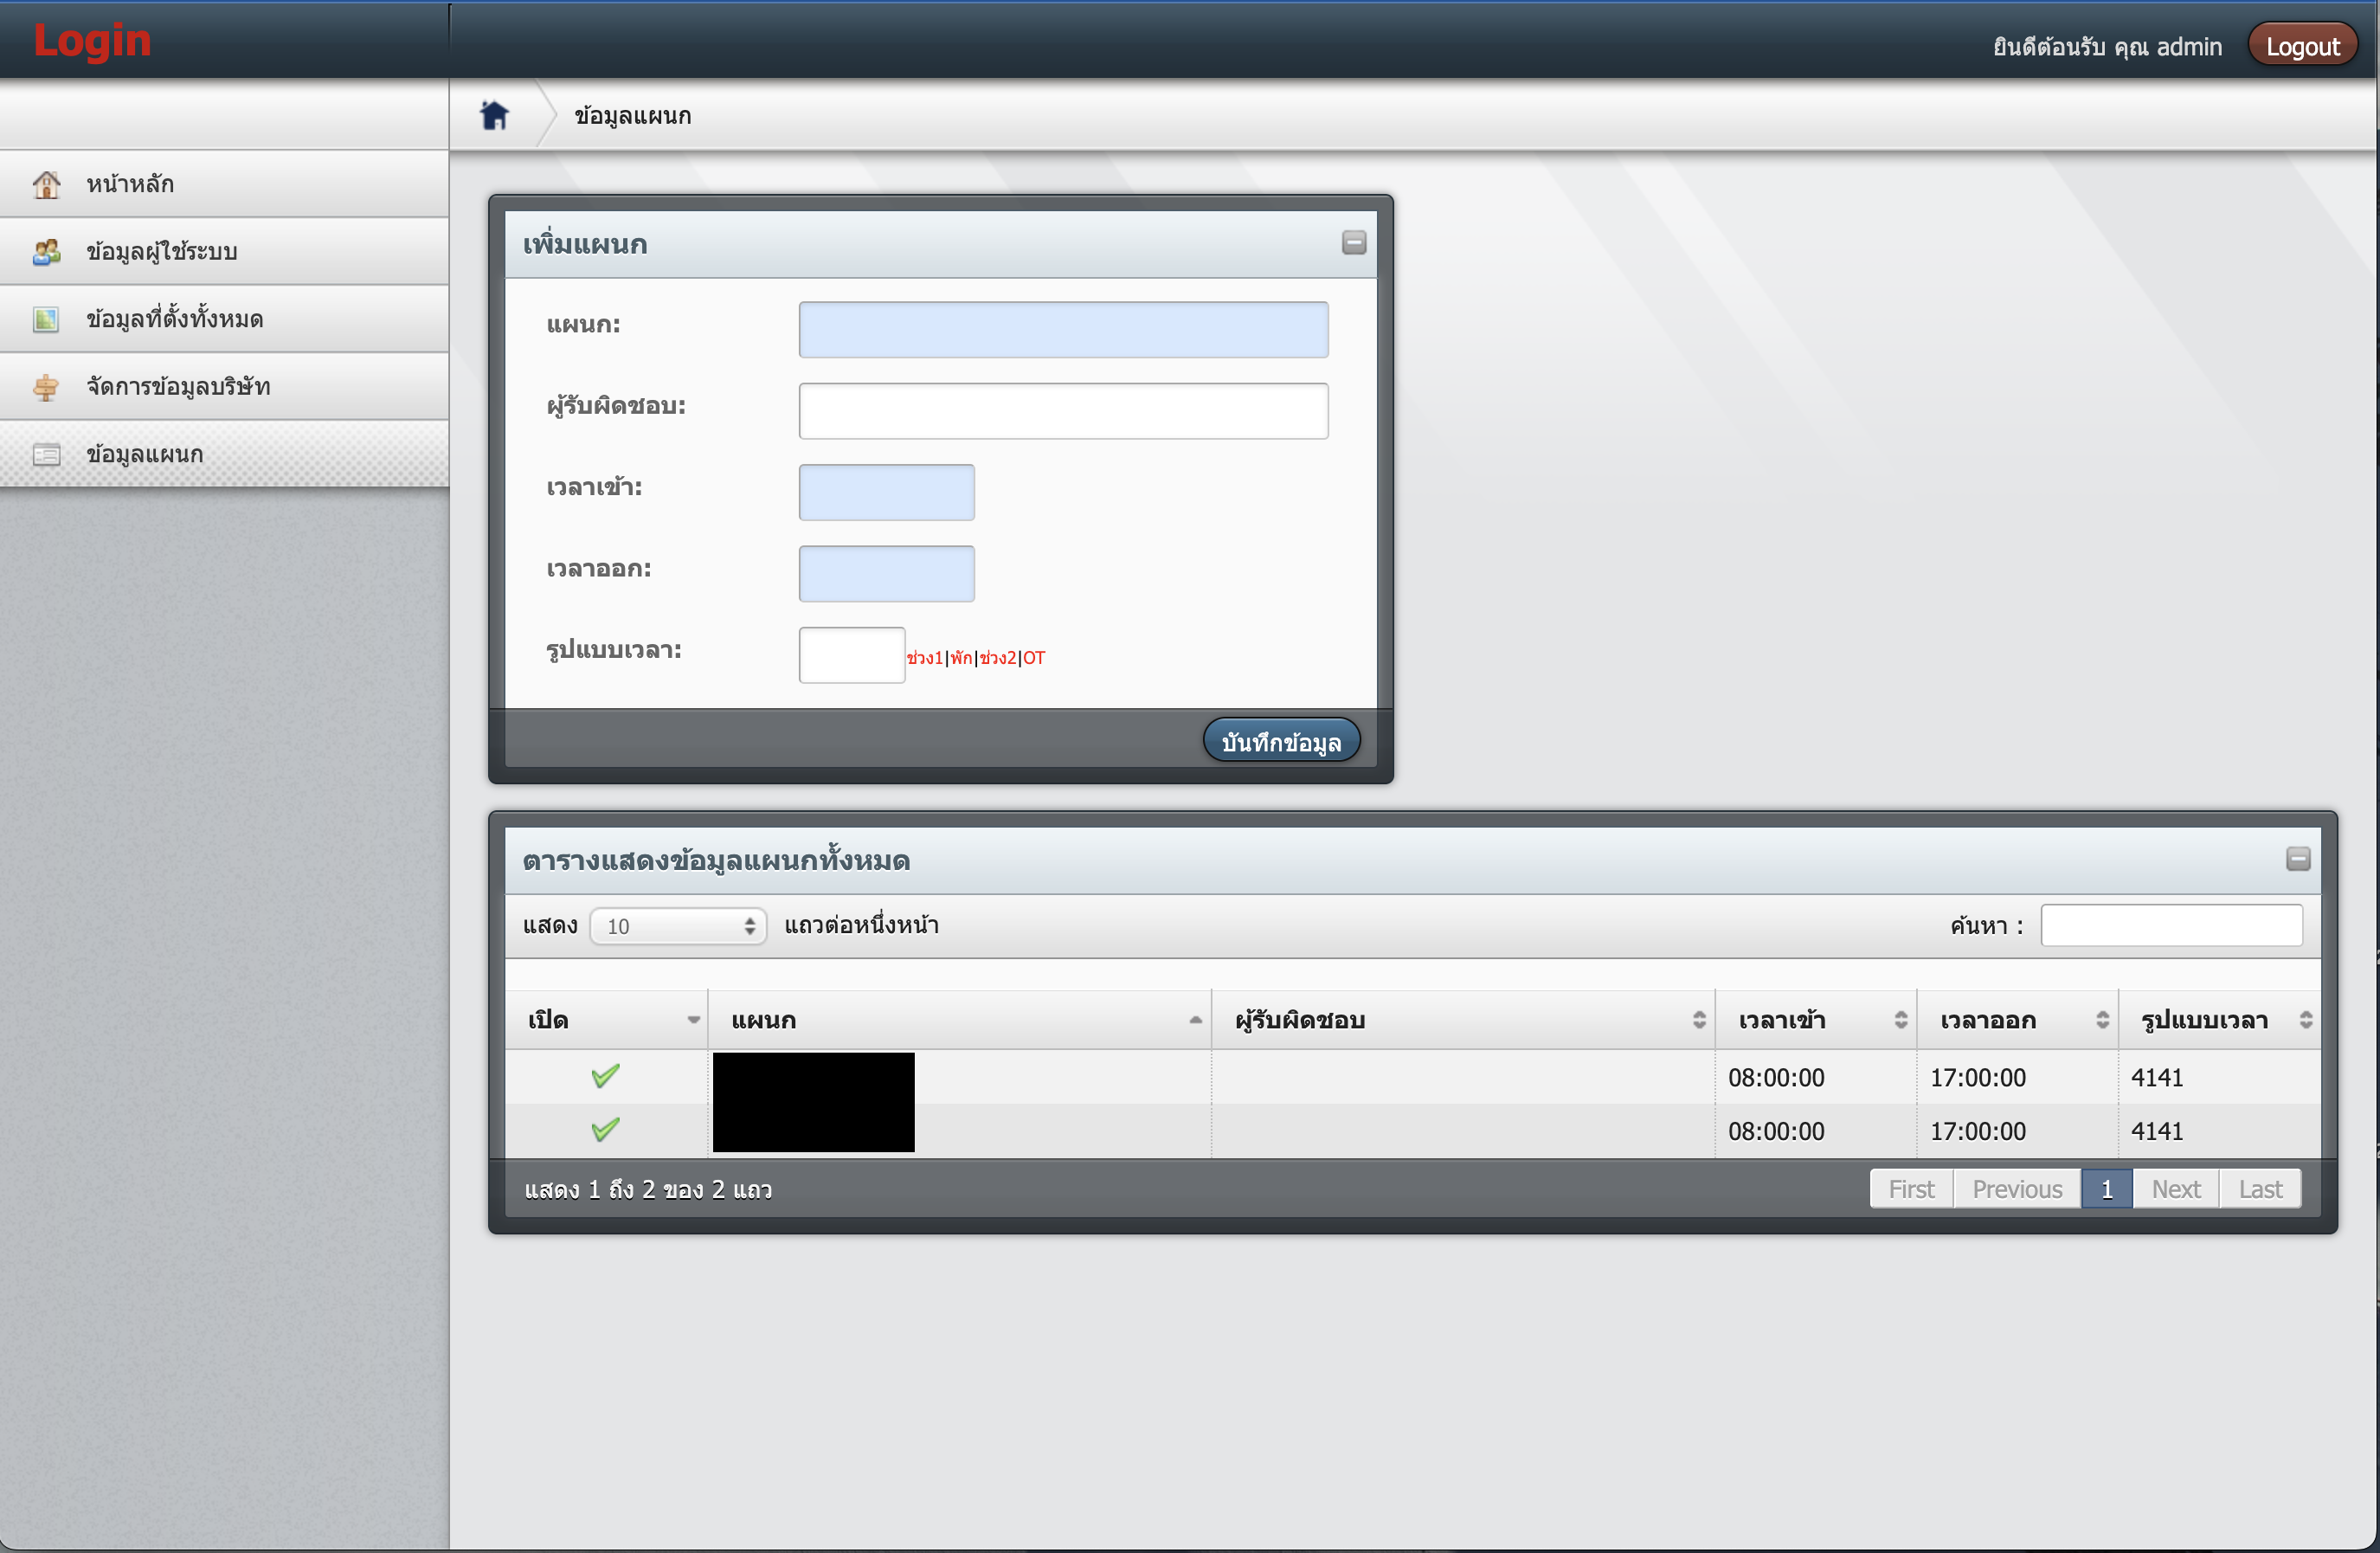 Login
ยินดีต้อนรับ คุณ admin
Logout
ข้อมูลแผนก
หน้าหลัก
ข้อมูลผู้ใช้ระบบ
ข้อมูลที่ตั้งทั้งหมด
จัดการข้อมูลบริษัท
ข้อมูลแผนก
เพิ่มแผนก
แผนก:
ผู้รับผิดชอบ:
เวลาเข้า:
เวลาออก:
รูปแบบเวลา:
ช่วง1|พัก|ช่วง2|OT
บันทึกข้อมูล
ตารางแสดงข้อมูลแผนกทั้งหมด
แสดง 10 แถวต่อหนึ่งหน้า
ค้นหา :
เปิด แผนก ผู้รับผิดชอบ เวลาเข้า เวลาออก รูปแบบเวลา
08:00:00 17:00:00 4141
08:00:00 17:00:00 4141
แสดง 1 ถึง 2 ของ 2 แถว
First Previous 1 Next Last